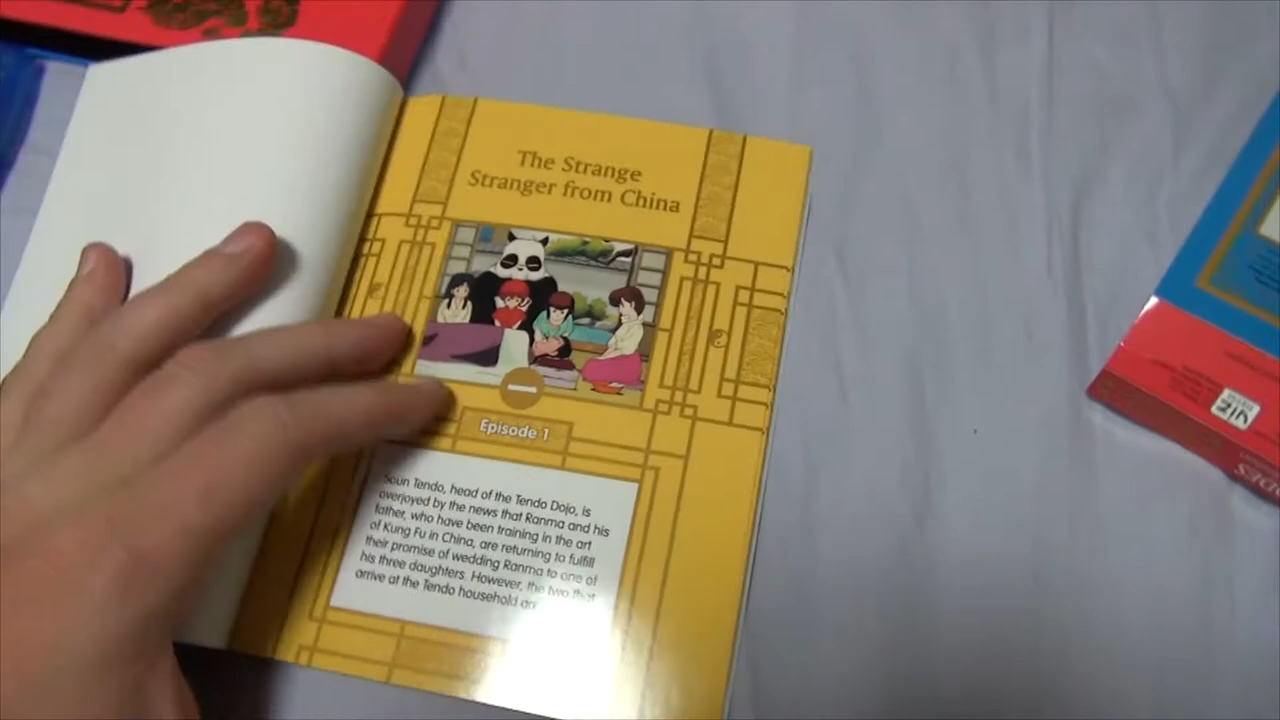 The Strange
Stranger from China
Episode 1
Soun Tendo, head of the Tendo Dojo, is
overjoyed by the news that Ranma and his
father, who have been training in the art
of Kung Fu in China, are returning to fulfill
their promise of wedding Ranma to one of
his three daughters. However, the two that
arrive at the Tendo household
VIZ